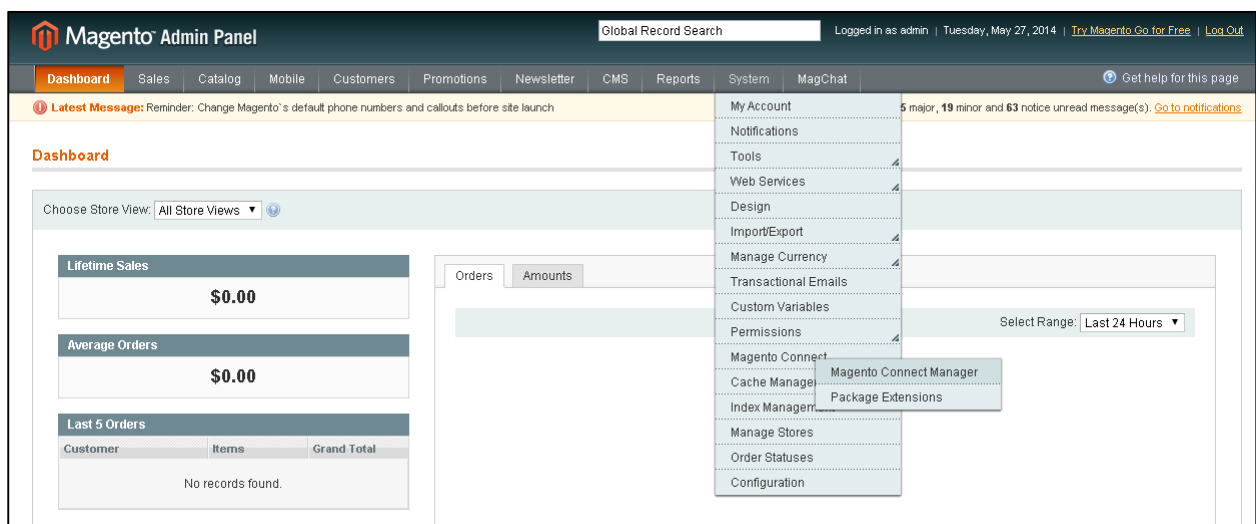 Magento Admin Panel
Global Record Search
Logged in as admin | Tuesday, May 27, 2014 | Try Magento Go for Free | Log Out
Dashboard Sales Catalog Mobile Customers Promotions Newsletter CMS Reports System MagChat
Get help for this page
Latest Message: Reminder: Change Magento`s default phone numbers and callouts before site launch
5 major, 19 minor and 63 notice unread message(s). Go to notifications
My Account
Notifications
Tools
Web Services
Design
Import/Export
Manage Currency
Transactional Emails
Custom Variables
Permissions
Magento Connect
Magento Connect Manager
Package Extensions
Cache Manage
Index Management
Manage Stores
Order Statuses
Configuration
Dashboard
Choose Store View: All Store Views
Lifetime Sales
$0.00
Average Orders
$0.00
Last 5 Orders
Customer Items Grand Total
No records found.
Orders Amounts
Select Range: Last 24 Hours